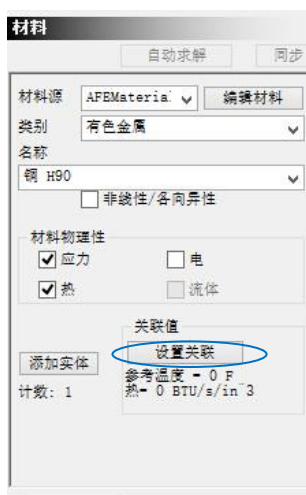 材料
自动求解 同步
材料源 AFEMateria 编辑材料
类别 有色金属
名称
铜 H90
非线性/各向异性
材料物理性
应力 电
热 流体
关联值
设置关联
添加实体
参考温度 = 0 F
计数: 1 热= 0 BTU/s/in^3